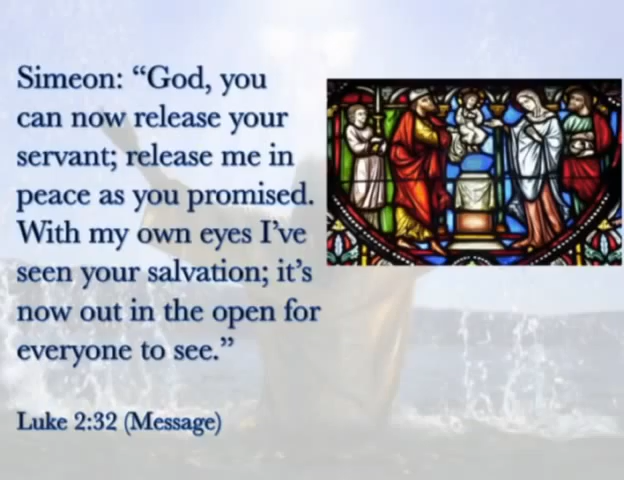 Simeon: “God, you
can now release your
servant; release me in
peace as you promised.
With my own eyes I’ve
seen your salvation; it’s
now out in the open for
everyone to see.”
Luke 2:32 (Message)